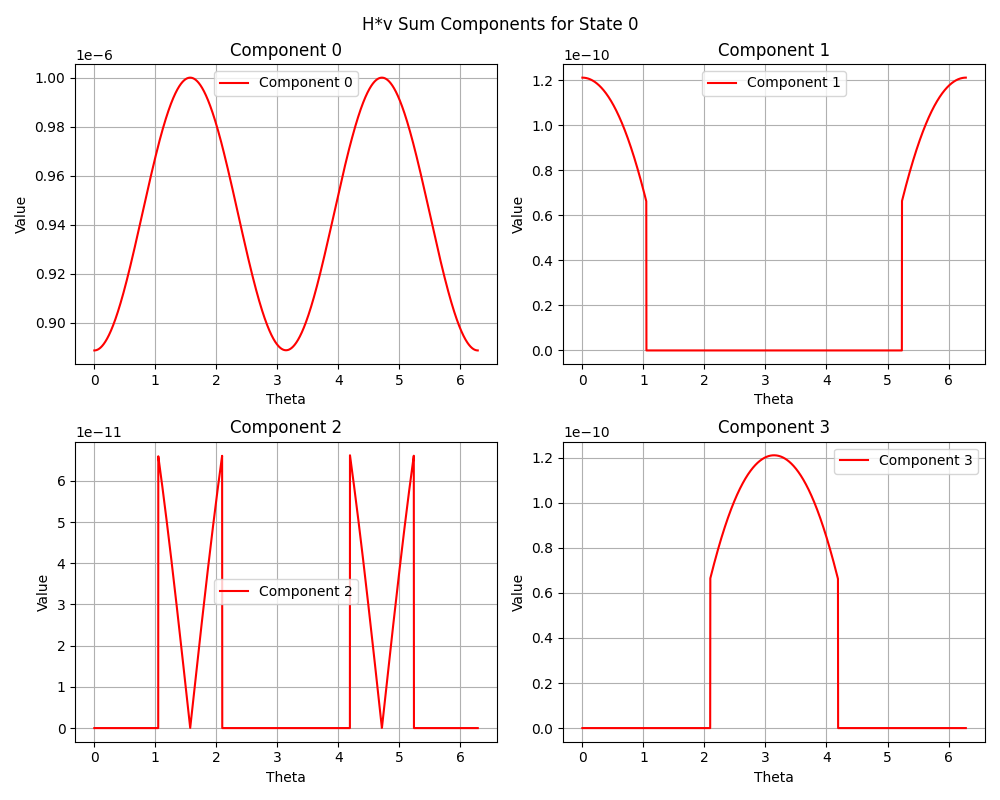 H*v Sum Components for State 0
Component 0
1e−6
Component 0
1.00
0.98
0.96
0.94
0.92
0.90
Value
0 1 2 3 4 5 6
Theta
Component 1
1e−10
Component 1
1.2
1.0
0.8
0.6
0.4
0.2
0.0
Value
0 1 2 3 4 5 6
Theta
Component 2
1e−11
Component 2
6
5
4
3
2
1
0
Value
0 1 2 3 4 5 6
Theta
Component 3
1e−10
Component 3
1.2
1.0
0.8
0.6
0.4
0.2
0.0
Value
0 1 2 3 4 5 6
Theta